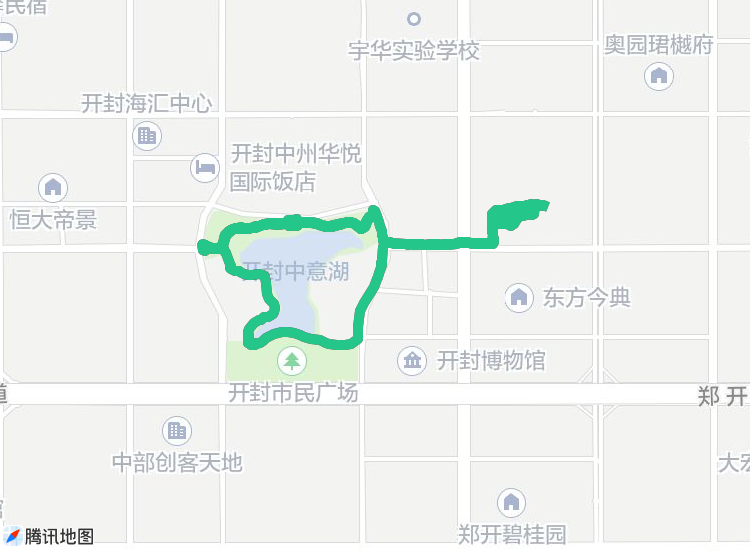 民宿
宇华实验学校
奥园珺樾府
开封海汇中心
开封中州华悦
国际饭店
恒大帝景
开封中意湖
东方今典
开封博物馆
开封市民广场
郑开
道
中部创客天地
大宏
郑开碧桂园
腾讯地图